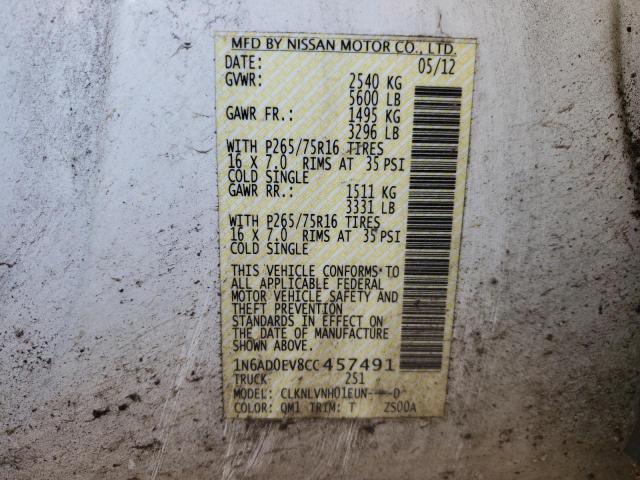 MFD BY NISSAN MOTOR CO., LTD.
DATE: 05/12
GVWR: 2540 KG
5600 LB
GAWR FR.: 1495 KG
3296 LB
WITH P265/75R16 TIRES
16 X 7.0 RIMS AT 35 PSI
COLD SINGLE
GAWR RR.: 1511 KG
3331 LB
WITH P265/75R16 TIRES
16 X 7.0 RIMS AT 35 PSI
COLD SINGLE
THIS VEHICLE CONFORMS TO
ALL APPLICABLE FEDERAL
MOTOR VEHICLE SAFETY AND
THEFT PREVENTION
STANDARDS IN EFFECT ON
THE DATE OF MANUFACTURE
SHOWN ABOVE.
1N6AD0EV8CC457491
TRUCK 2S1
MODEL: CLKNLVNH01EUN----D
COLOR: QM1 TRIM: T ZS00A